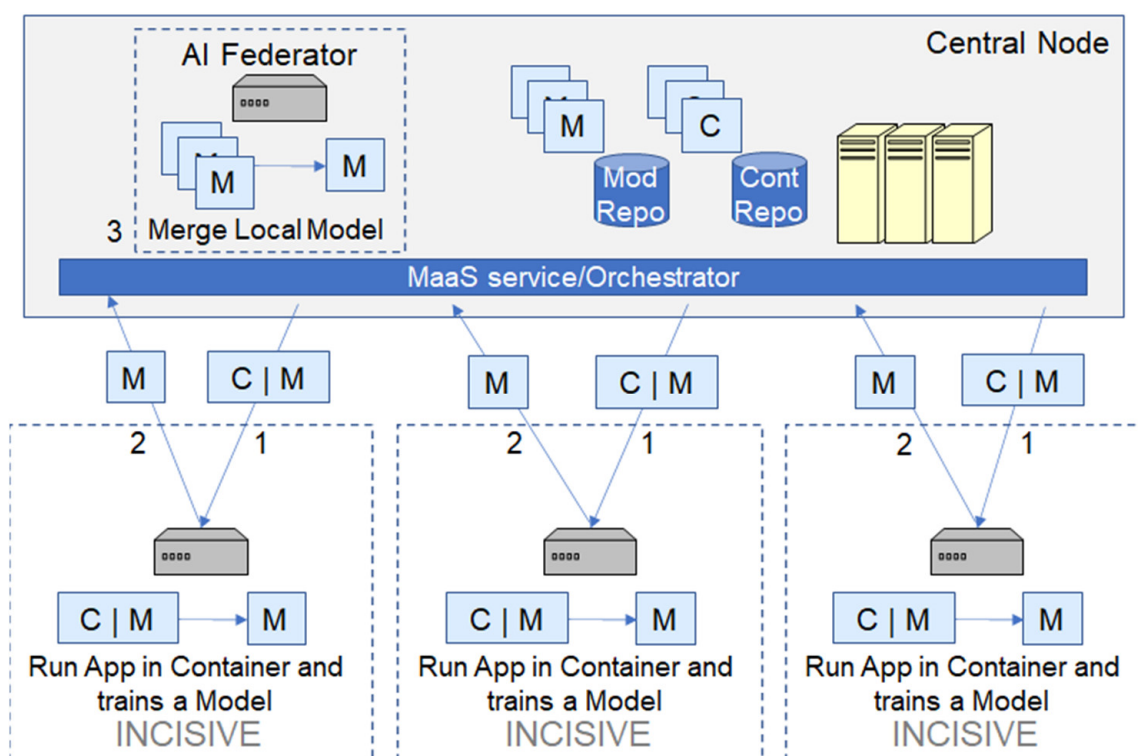 AI Federator
Central Node
M
C
M
M
M
Mod
Repo
Cont
Repo
3
Merge Local Model
MaaS service/Orchestrator
M
C | M
M
C | M
M
C | M
2
1
2
1
2
1
C | M
M
C | M
M
C | M
M
Run App in Container and
trains a Model
INCISIVE
Run App in Container and
trains a Model
INCISIVE
Run App in Container and
trains a Model
INCISIVE